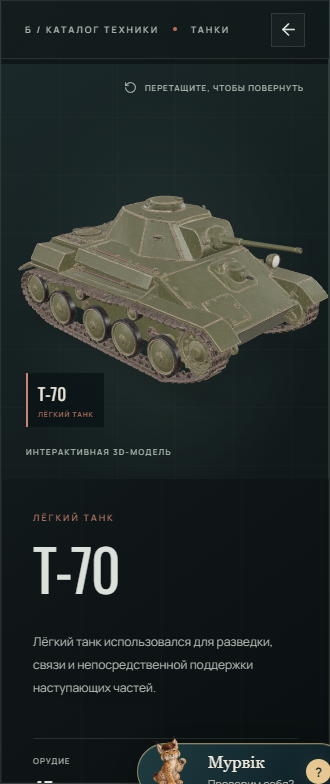 Б / КАТАЛОГ ТЕХНИКИ • ТАНКИ
ПЕРЕТАЩИТЕ, ЧТОБЫ ПОВЕРНУТЬ
Т-70
ЛЁГКИЙ ТАНК
ИНТЕРАКТИВНАЯ 3D-МОДЕЛЬ
ЛЁГКИЙ ТАНК
Т-70
Лёгкий танк использовался для разведки,
связи и непосредственной поддержки
наступающих частей.
ОРУДИЕ
Мурвік
?